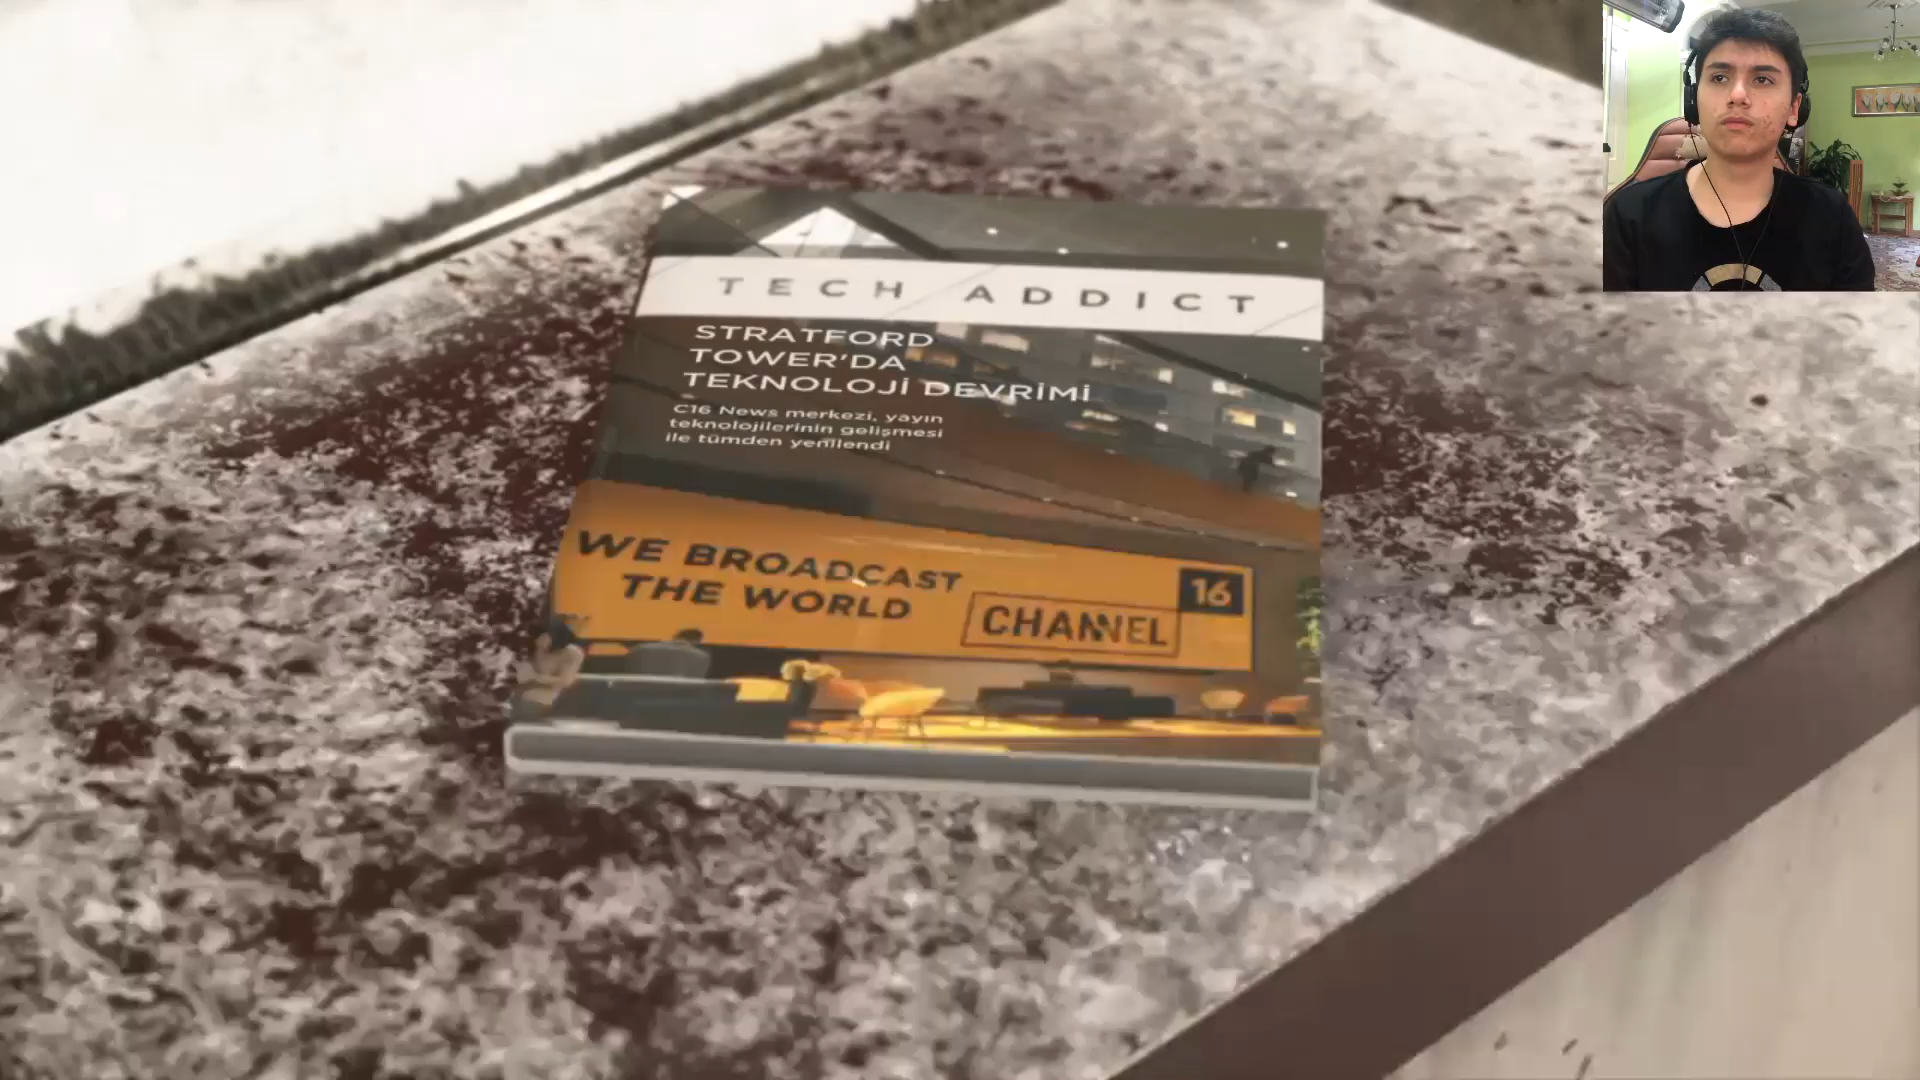 TECH ADDICT
STRATFORD
TOWER'DA
TEKNOLOJİ DEVRİMİ
C16 News merkezi, yayın
teknolojilerinin gelişmesi
ile tümden yenilendi
WE BROADCAST
THE WORLD
16
CHANNEL